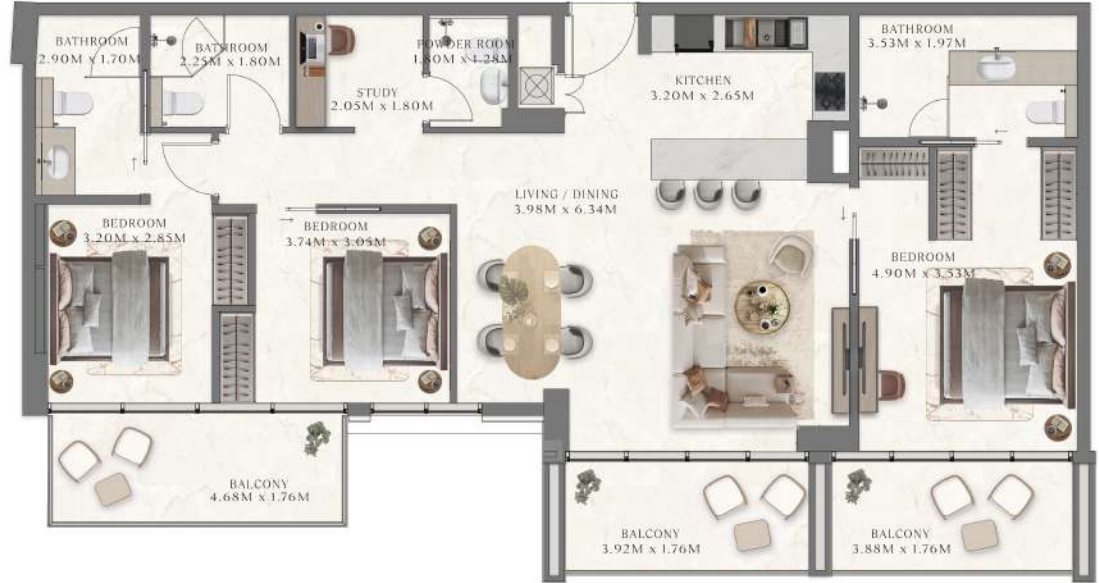 BATHROOM
2.90M x 1.70M
BATHROOM
2.25M x 1.80M
STUDY
2.05M x 1.80M
POWDER ROOM
1.80M x 1.28M
KITCHEN
3.20M x 2.65M
BATHROOM
3.53M x 1.97M
LIVING / DINING
3.98M x 6.34M
BEDROOM
3.20M x 2.85M
BEDROOM
3.74M x 3.05M
BEDROOM
4.90M x 3.53M
BALCONY
4.68M x 1.76M
BALCONY
3.92M x 1.76M
BALCONY
3.88M x 1.76M